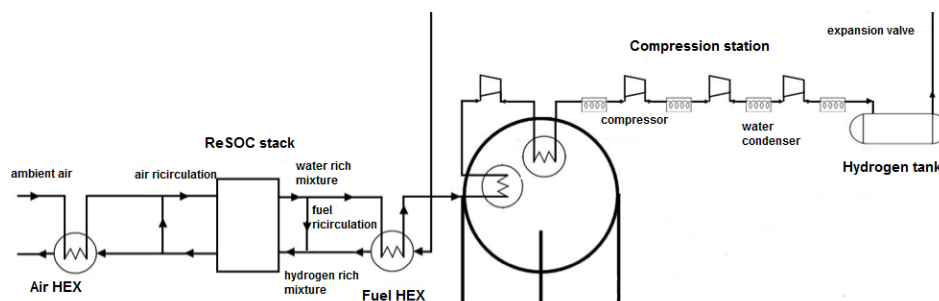 expansion valve
Compression station
compressor
water
condenser
Hydrogen tank
ReSOC stack
ambient air
air ricirculation
water rich
mixture
fuel
ricirculation
hydrogen rich
mixture
Air HEX
Fuel HEX